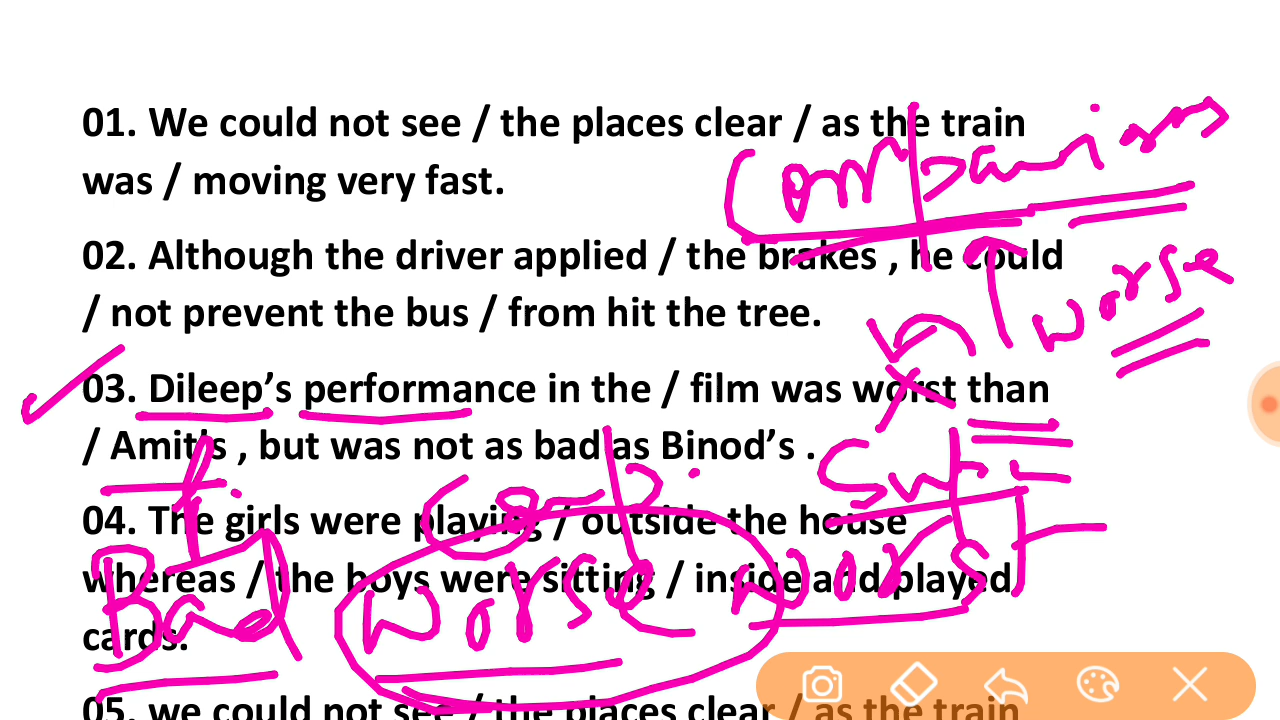 01. We could not see / the places clear / as the train
was / moving very fast.
comparisons
02. Although the driver applied / the brakes , he could
/ not prevent the bus / from hit the tree.
worse
03. Dileep’s performance in the / film was worst than
/ Amit’s , but was not as bad as Binod’s .
Comp. Sup.
04. The girls were playing / outside the house
whereas / the boys were sitting / inside and played
cards.
Bad worse worst
05. we could not see / the places clear / as the train